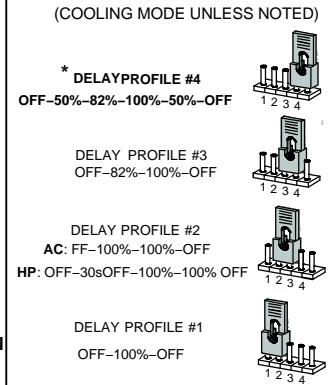 (COOLING MODE UNLESS NOTED)
* DELAYPROFILE #4
OFF–50%–82%–100%–50%–OFF
1 2 3 4
DELAY PROFILE #3
OFF–82%–100%–OFF
1 2 3 4
DELAY PROFILE #2
AC: FF–100%–100%–OFF
HP: OFF–30sOFF–100%–100% OFF
1 2 3 4
DELAY PROFILE #1
OFF–100%–OFF
1 2 3 4